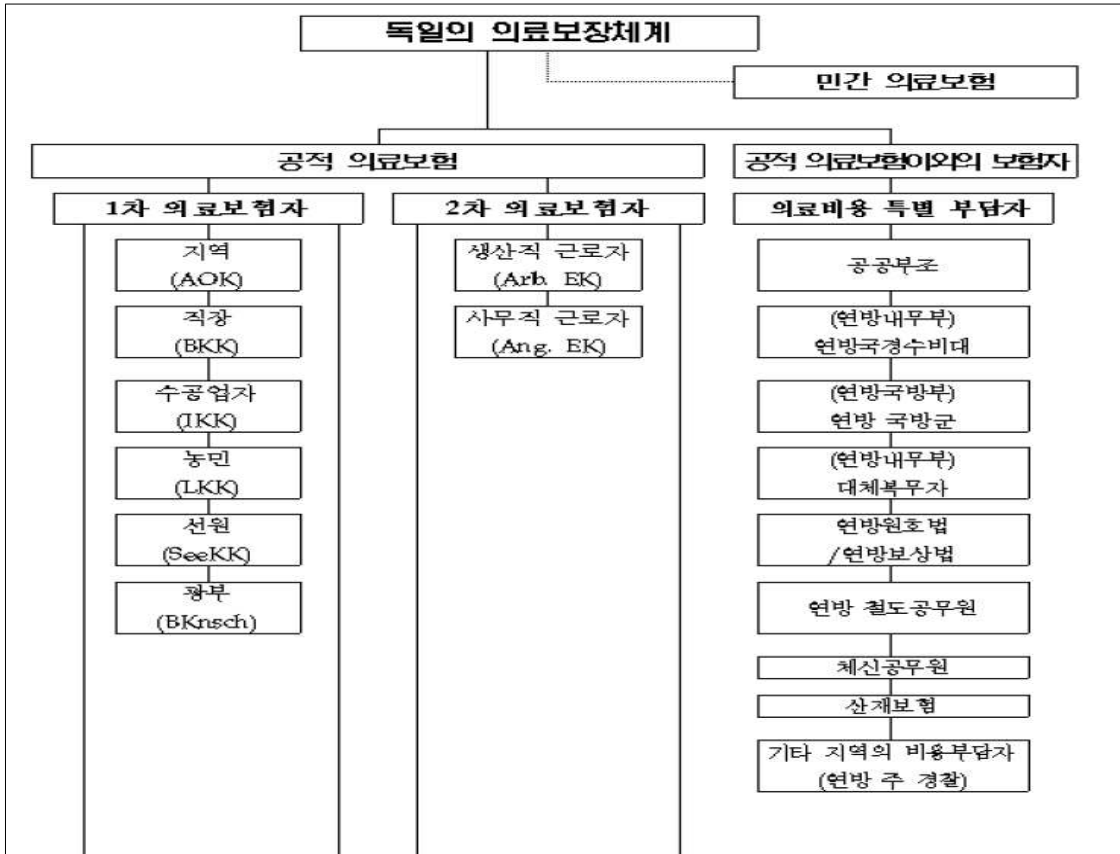 독일의 의료보장체계
민간 의료보험
공적 의료보험
공적 의료보험이외의 보험자
1차 의료보험자
2차 의료보험자
의료비용 특별 부담자
지역
(AOK)
직장
(BKK)
수공업자
(IKK)
농민
(LKK)
선원
(SeeKK)
광부
(BKnsch)
생산직 근로자
(Arb. EK)
사무직 근로자
(Ang. EK)
공공부조
(연방내무부)
연방국경수비대
(연방국방부)
연방 국방군
(연방내무부)
대체복무자
연방원호법
/연방보상법
연방 철도공무원
체신공무원
산재보험
기타 지역의 비용부담자
(연방 주 경찰)